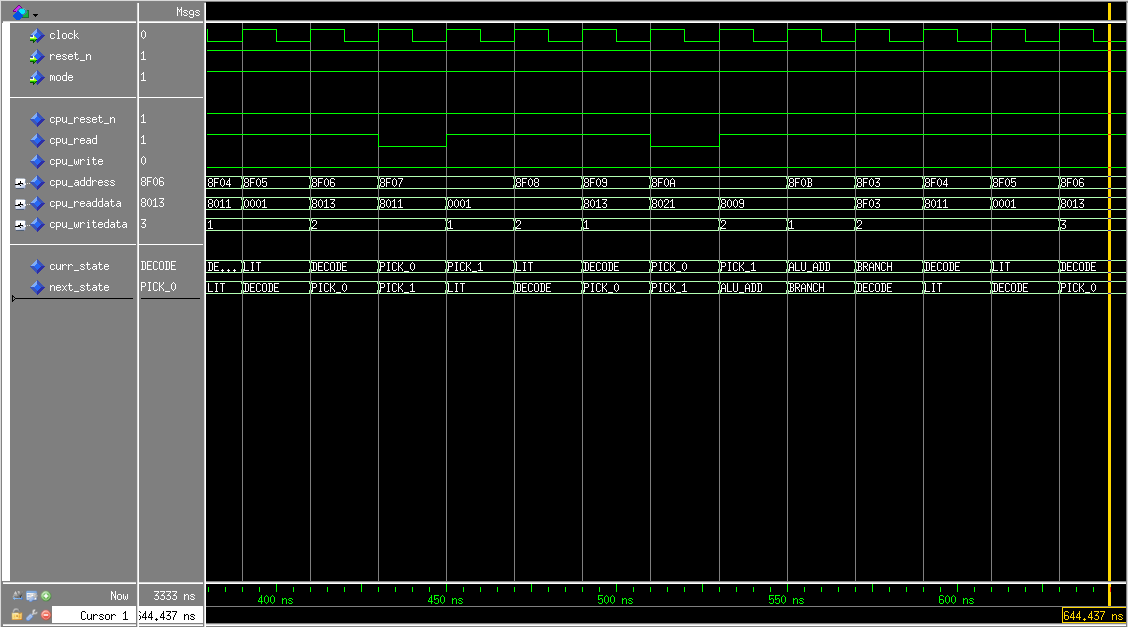 Msgs
clock 0
reset_n 1
mode 1
cpu_reset_n 1
cpu_read 1
cpu_write 0
cpu_address 8F06 8F04 8F05 8F06 8F07 8F08 8F09 8F0A 8F0B 8F03 8F04 8F05 8F06
cpu_readdata 8013 8011 0001 8013 8011 0001 8013 8021 8009 8F03 8011 0001 8013
cpu_writedata 3 1 2 1 2 1 2 1 2 3
curr_state DECODE DE... LIT DECODE PICK_0 PICK_1 LIT DECODE PICK_0 PICK_1 ALU_ADD BRANCH DECODE LIT DECODE
next_state PICK_0 LIT DECODE PICK_0 PICK_1 LIT DECODE PICK_0 PICK_1 ALU_ADD BRANCH DECODE LIT DECODE PICK_0
Now 3333 ns 400 ns 450 ns 500 ns 550 ns 600 ns
Cursor 1 644.437 ns 644.437 ns